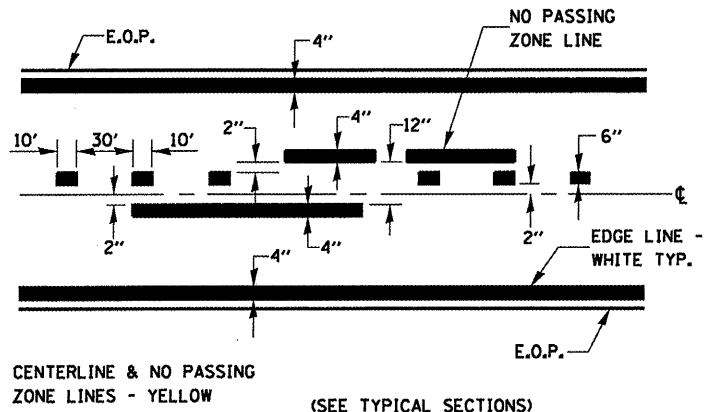 NO PASSING
ZONE LINE
E.O.P.
4"
10'
30'
10'
2"
4"
12"
6"
℄
2"
4"
2"
EDGE LINE -
WHITE TYP.
4"
E.O.P.
CENTERLINE & NO PASSING
ZONE LINES - YELLOW
(SEE TYPICAL SECTIONS)